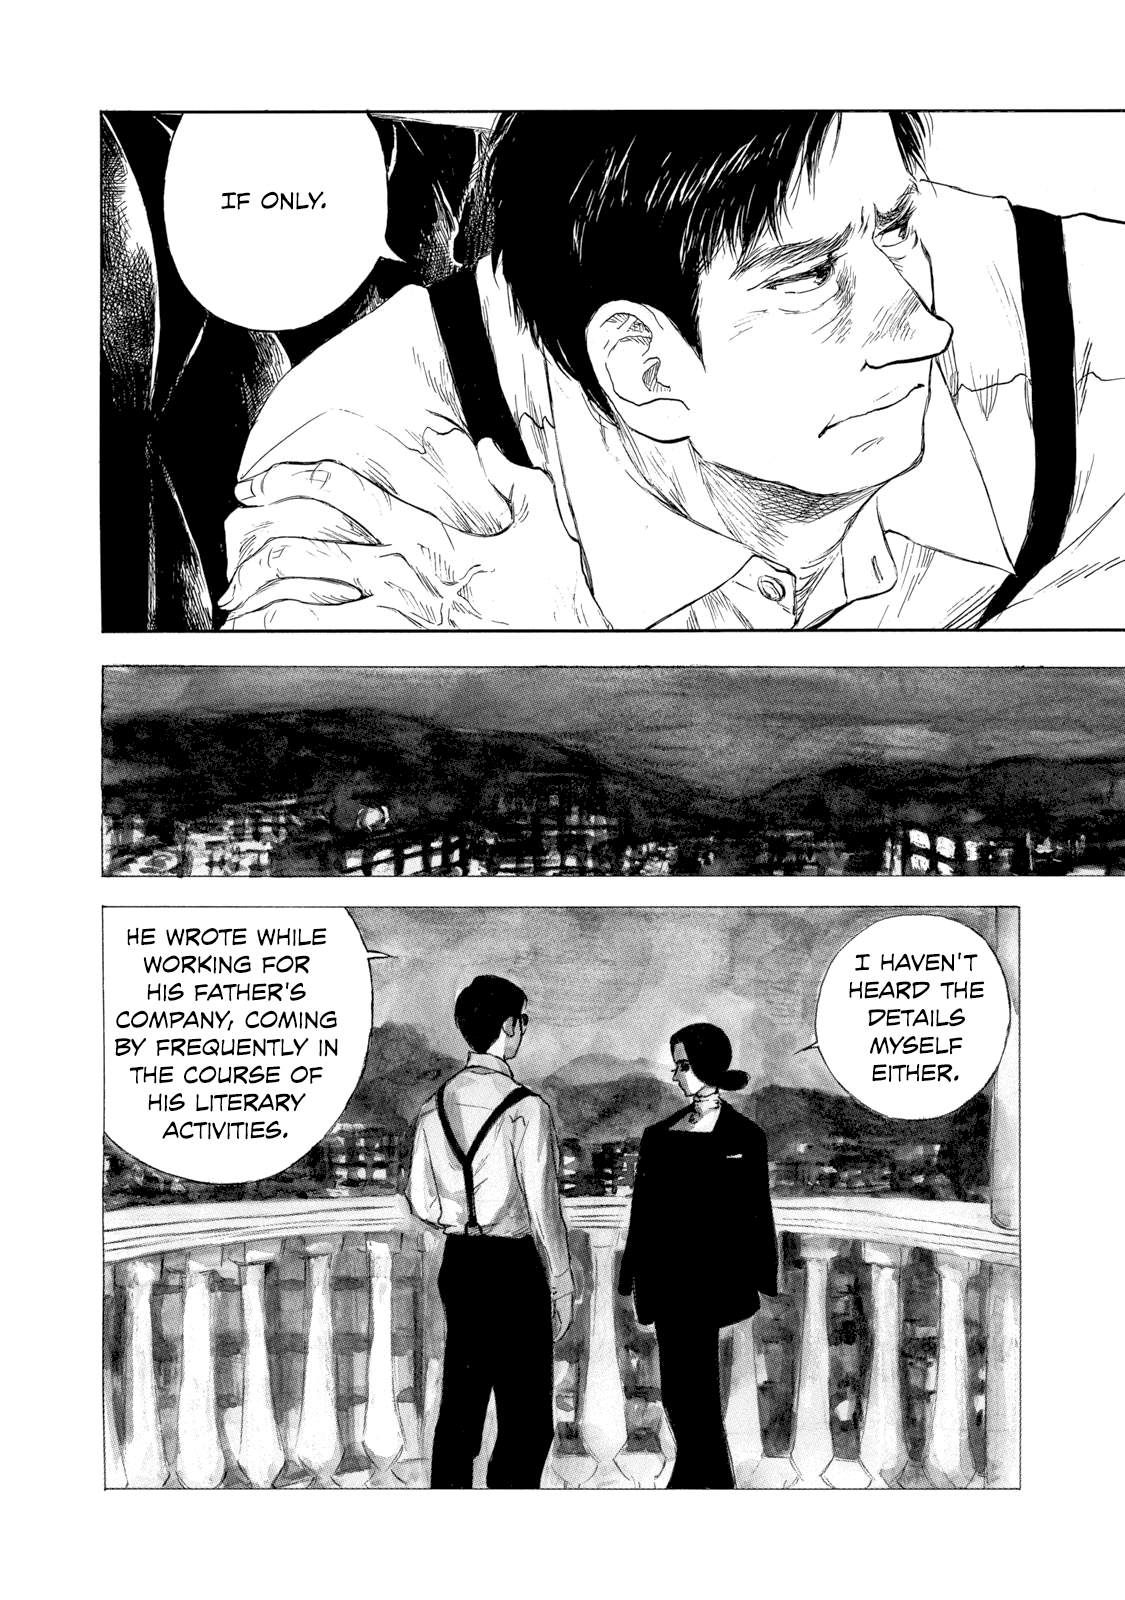 IF ONLY.
I HAVEN'T
HEARD THE
DETAILS
MYSELF
EITHER.
HE WROTE WHILE
WORKING FOR
HIS FATHER'S
COMPANY, COMING
BY FREQUENTLY IN
THE COURSE OF
HIS LITERARY
ACTIVITIES.